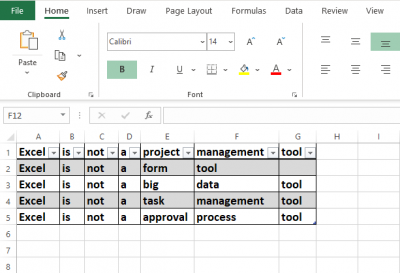 File Home Insert Draw Page Layout Formulas Data Review View
Calibri 14 A A
Paste B I U A
Clipboard Font
F12 fx
A B C D E F G H I
1 Excel is not a project management tool
2 Excel is not a form tool
3 Excel is not a big data tool
4 Excel is not a task management tool
5 Excel is not a approval process tool
6
7
8